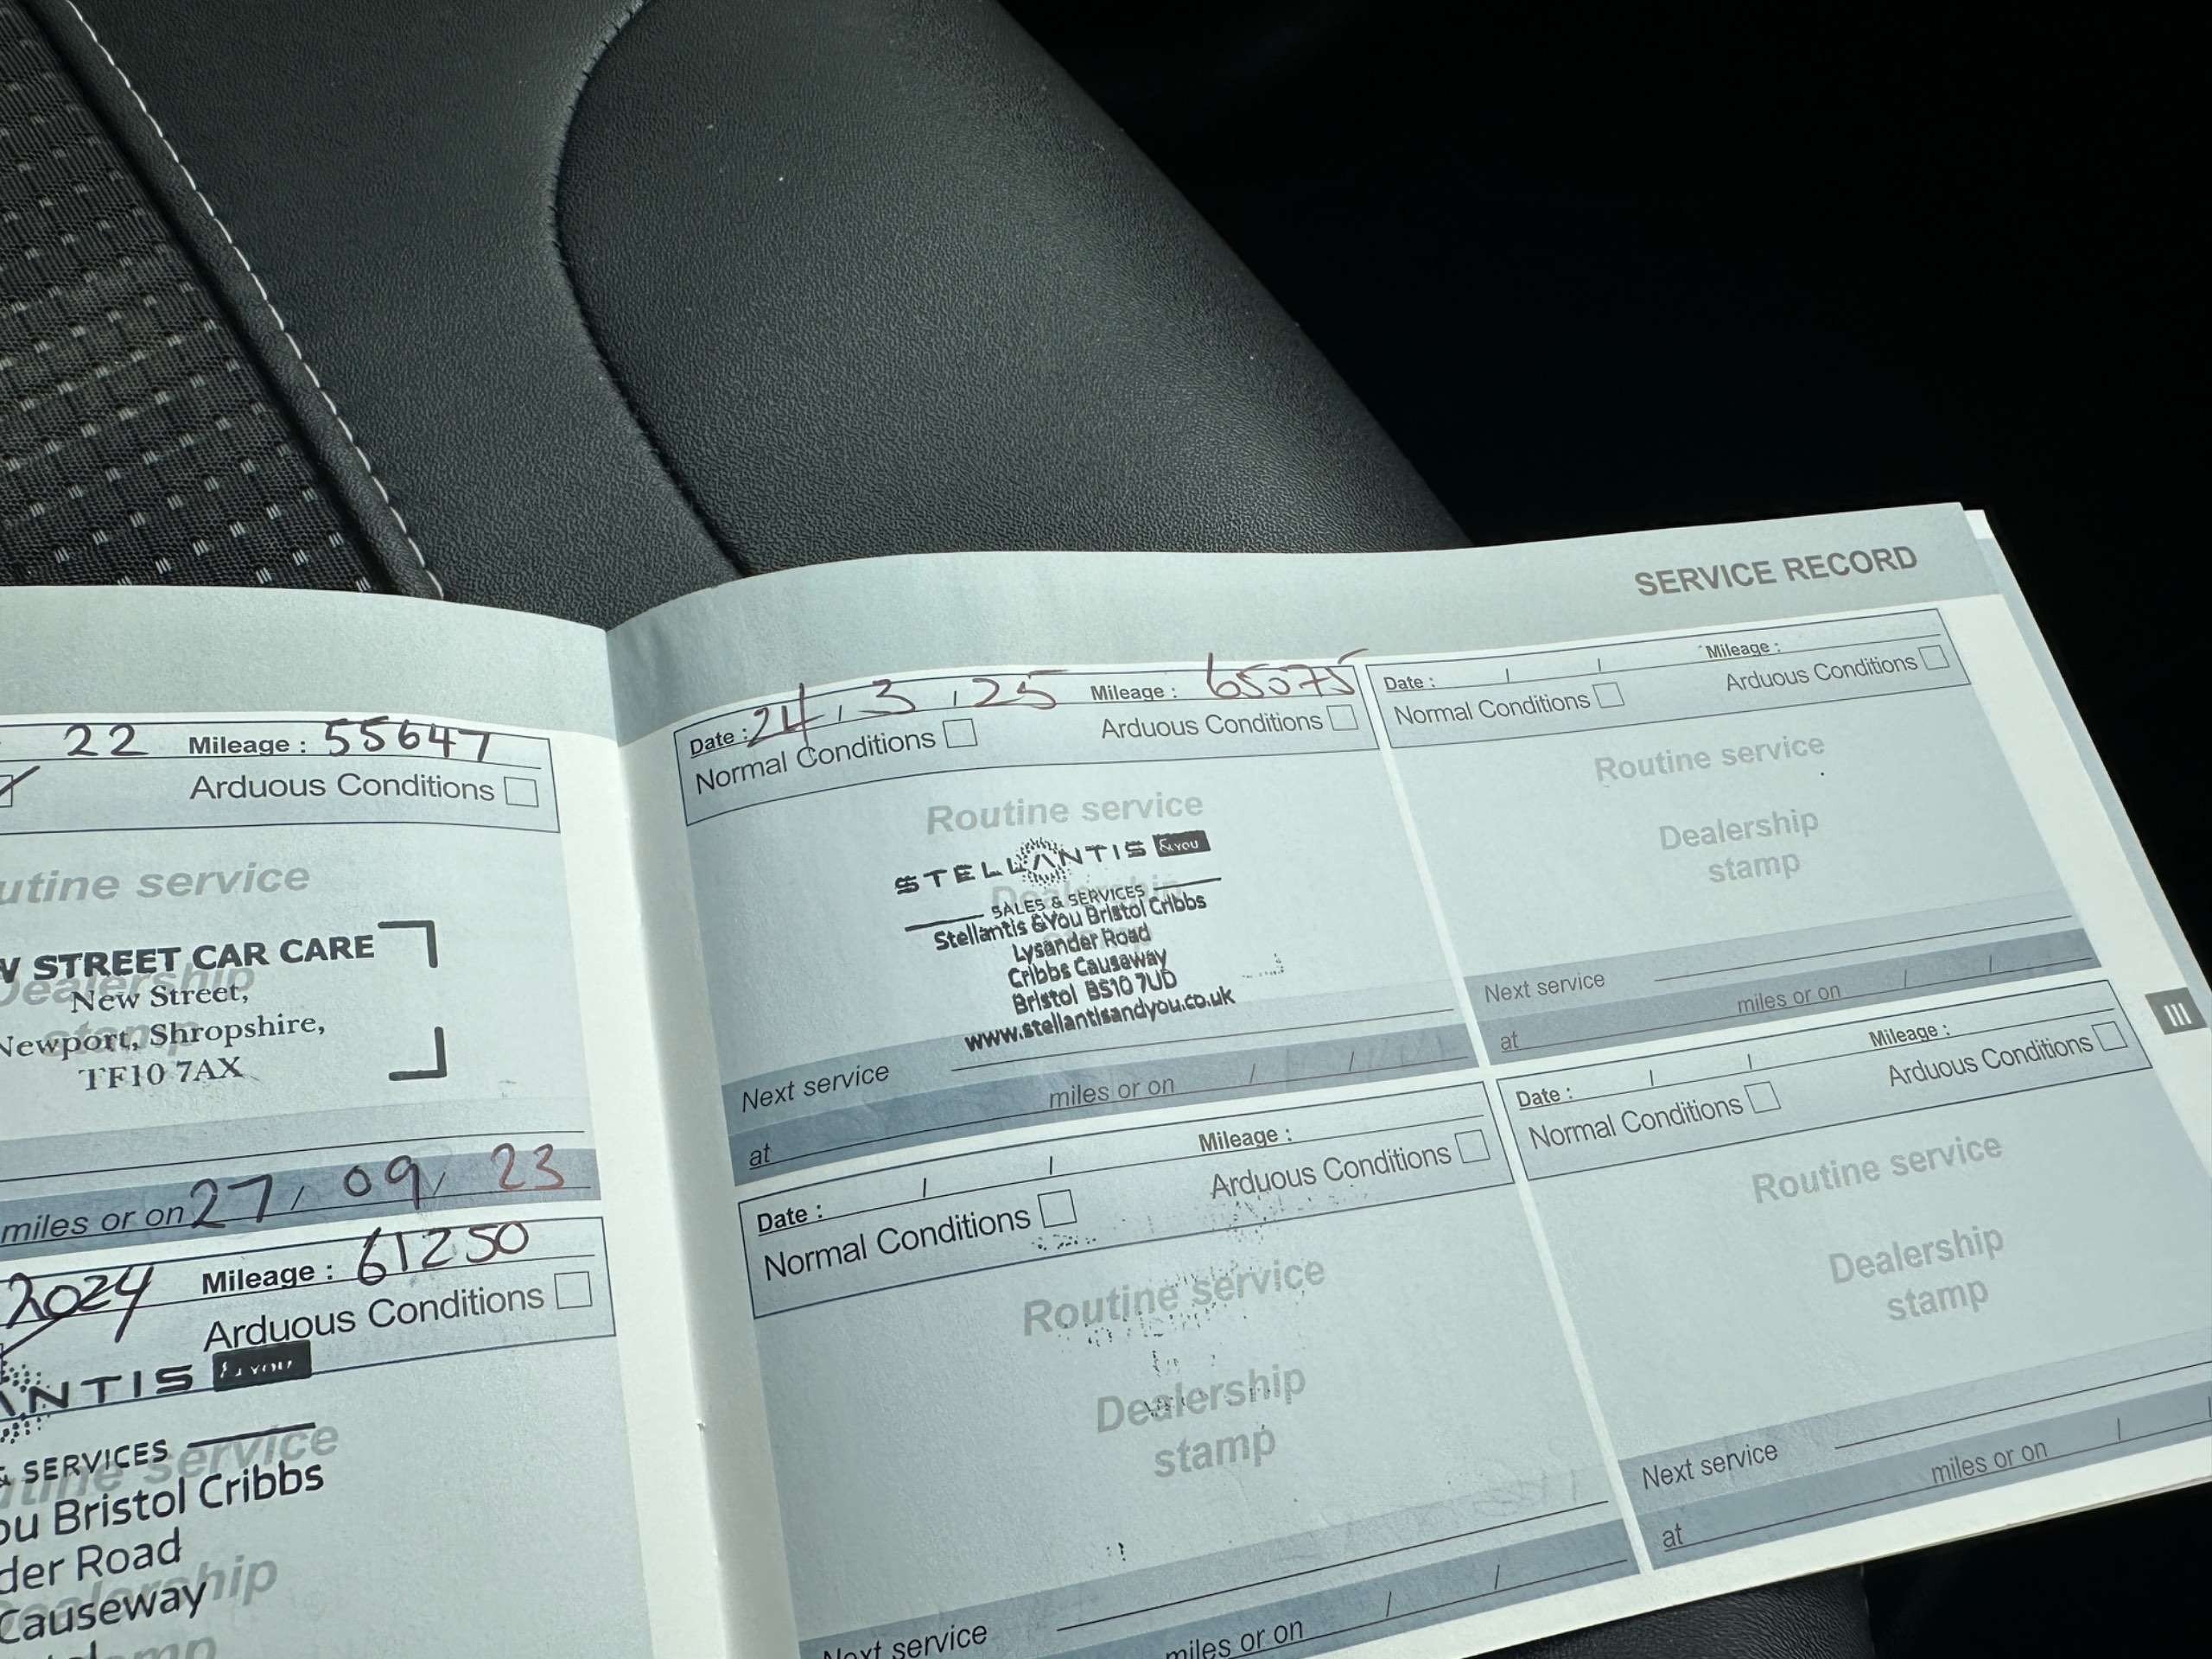 22 Mileage : 55647
Arduous Conditions
utine service
STREET CAR CARE
Dealership
New Street,
Newport, Shropshire,
TF10 7AX
miles or on 27 / 09 / 23
2024 Mileage : 61250
Arduous Conditions
NTIS &YOU
SERVICES
service
ou Bristol Cribbs
der Road
Causeway
SERVICE RECORD
Date : 24 / 3 / 25 Mileage : 65075
Normal Conditions Arduous Conditions
Routine service
STELLANTIS &YOU
Dealership
SALES & SERVICES
Stellantis &You Bristol Cribbs
Lysander Road
Cribbs Causeway
Bristol BS10 7UD
www.stellantisandyou.co.uk
Next service
at miles or on / /
Date : / / Mileage :
Normal Conditions Arduous Conditions
Routine service
Dealership
stamp
Next service
at miles or on / /
Date : / / Mileage :
Normal Conditions Arduous Conditions
Routine service
Dealership
stamp
Next service
miles or on / /
Date : / / Mileage :
Normal Conditions Arduous Conditions
Routine service
Dealership
stamp
Next service
at miles or on /
III